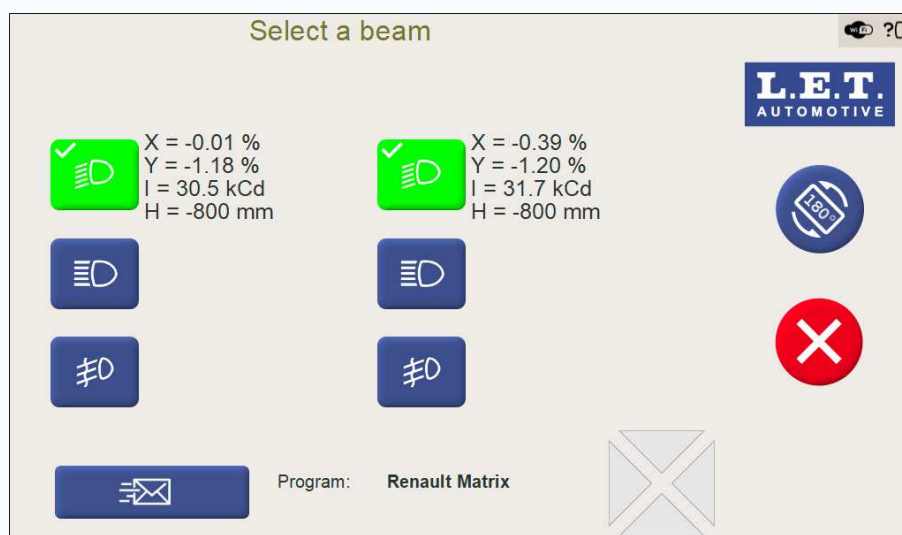 Select a beam
WiFi ?
L.E.T.
AUTOMOTIVE
X = -0.01 %
Y = -1.18 %
I = 30.5 kCd
H = -800 mm
X = -0.39 %
Y = -1.20 %
I = 31.7 kCd
H = -800 mm
180°
Program: Renault Matrix